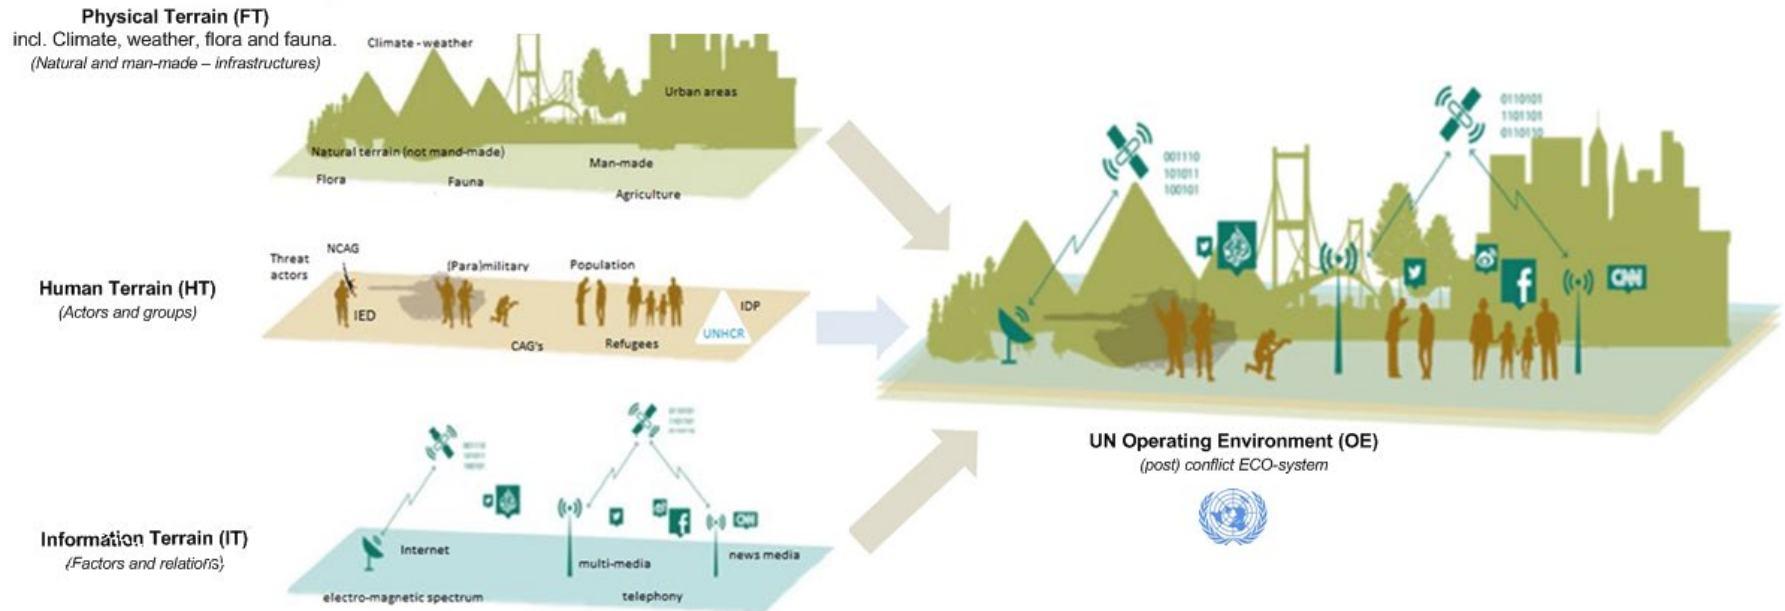 Physical Terrain (FT)
incl. Climate, weather, flora and fauna.
(Natural and man-made – infrastructures)
Climate - weather
Urban areas
Natural terrain (not mand-made)
Man-made
Flora
Fauna
Agriculture
Human Terrain (HT)
(Actors and groups)
Threat
actors
NCAG
IED
(Para)military
CAG's
Population
Refugees
IDP
UNHCR
Information Terrain (IT)
(Factors and relations)
Internet
multi-media
news media
electro-magnetic spectrum
telephony
CNN
001110
101011
100101
0110101
1101101
0110110
CNN
UN Operating Environment (OE)
(post) conflict ECO-system